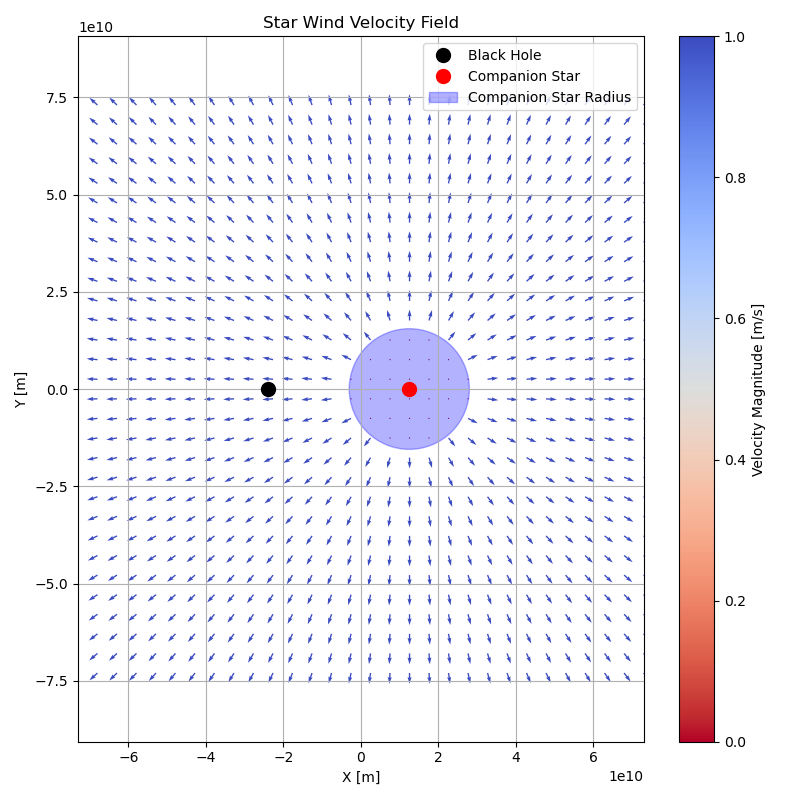 Star Wind Velocity Field
1e10
Black Hole
Companion Star
Companion Star Radius
7.5
5.0
2.5
0.0
−2.5
−5.0
−7.5
Y [m]
−6 −4 −2 0 2 4 6
1e10
X [m]
1.0
0.8
0.6
0.4
0.2
0.0
Velocity Magnitude [m/s]